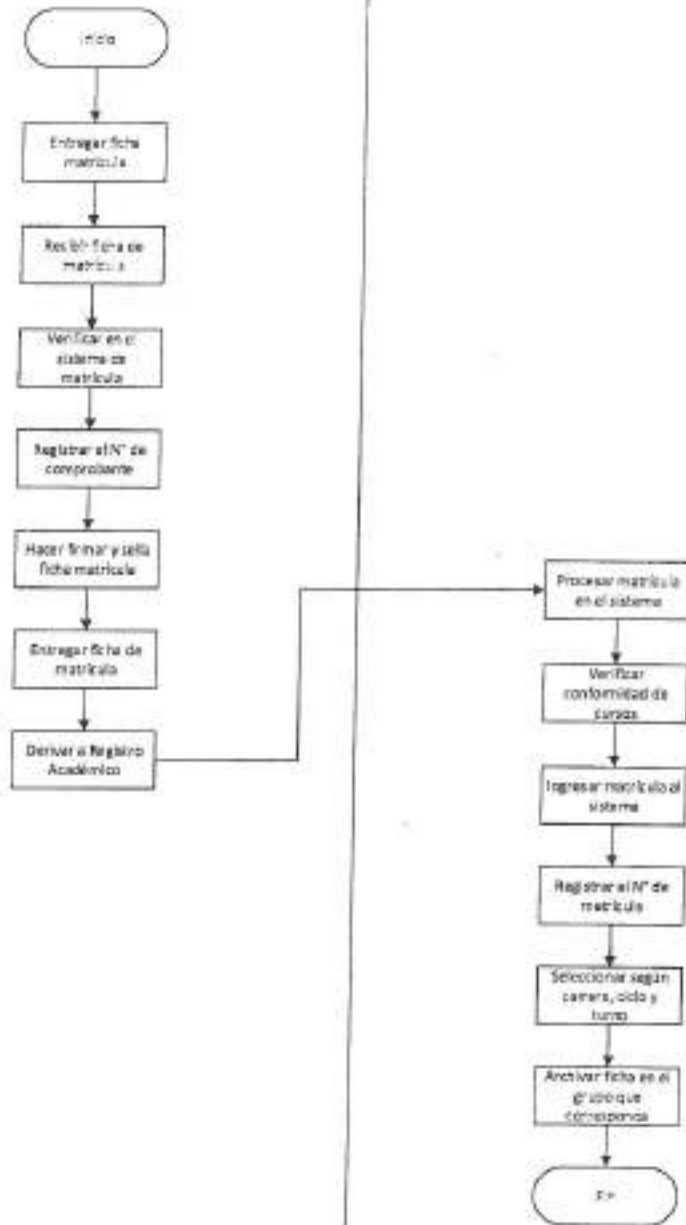 Inicio
Entregar ficha
matrícula
Recibir ficha de
matrícula
Verificar en el
sistema de
matrícula
Registrar el N° de
comprobante
Hacer firmar y sella
ficha matrícula
Entregar ficha de
matrícula
Derivar a Registro
Académico
Procesar matrícula
en el sistema
Verificar
conformidad de
cursos
Ingresar matrícula al
sistema
Registrar el N° de
matrícula
Seleccionar según
carrera, ciclo y
turno
Archivar ficha en el
grupo que
corresponda
Fin